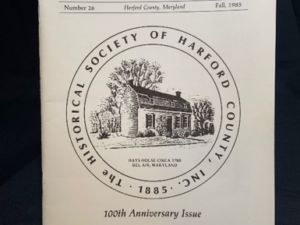 Number 26 Harford County, Maryland Fall, 1985
The HISTORICAL SOCIETY OF HARFORD COUNTY, INC.
HAYS HOUSE CIRCA 1788
BEL AIR, MARYLAND
· 1885 ·
100th Anniversary Issue